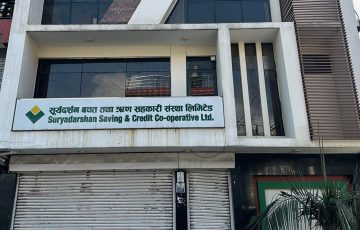 सूर्यदर्शन बचत तथा ऋण सहकारी संस्था लिमिटेड
Suryadarshan Saving & Credit Co-operative Ltd.